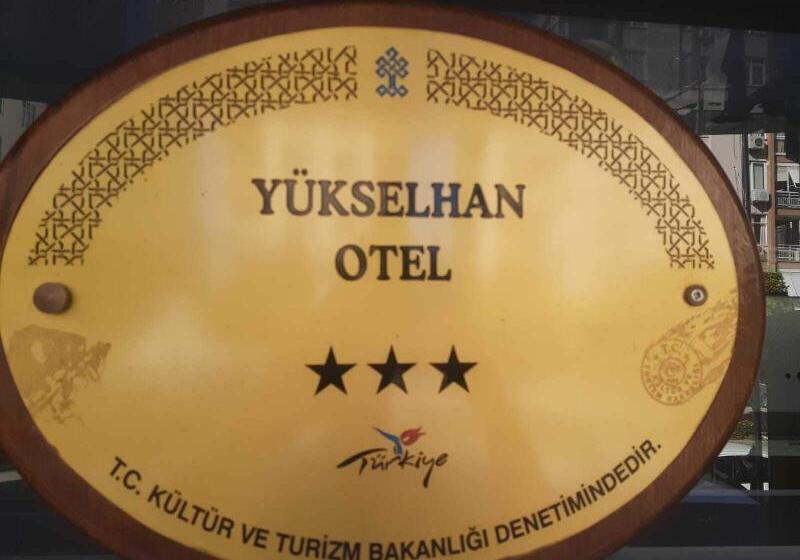 YÜKSELHAN
OTEL
Türkiye
T.C. KÜLTÜR VE TURİZM BAKANLIĞI DENETİMİNDEDİR.